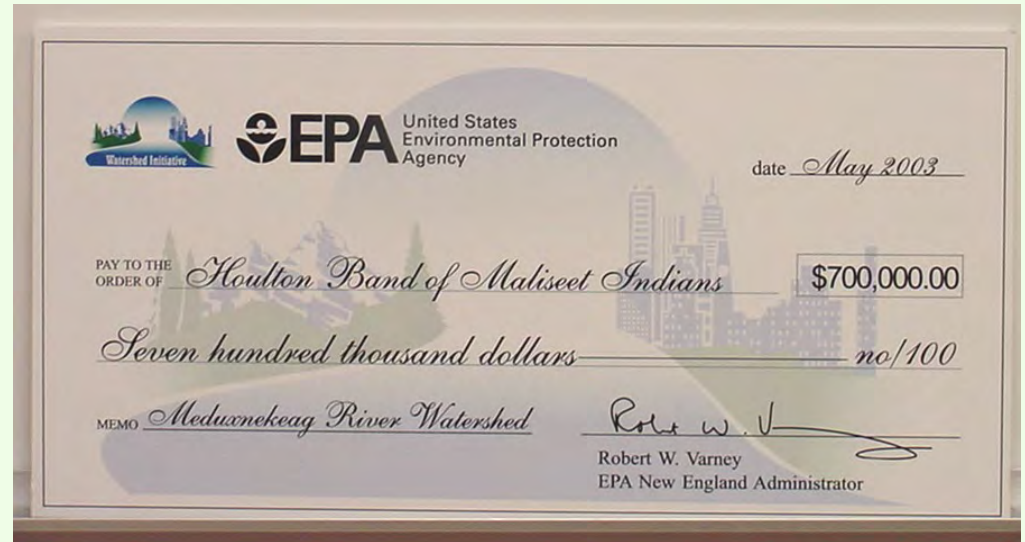 Watershed Initiative
EPA
United States
Environmental Protection
Agency
date May 2003
PAY TO THE
ORDER OF Houlton Band of Maliseet Indians $700,000.00
Seven hundred thousand dollars no/100
MEMO Meduxnekeag River Watershed
Robert W. Varney
EPA New England Administrator